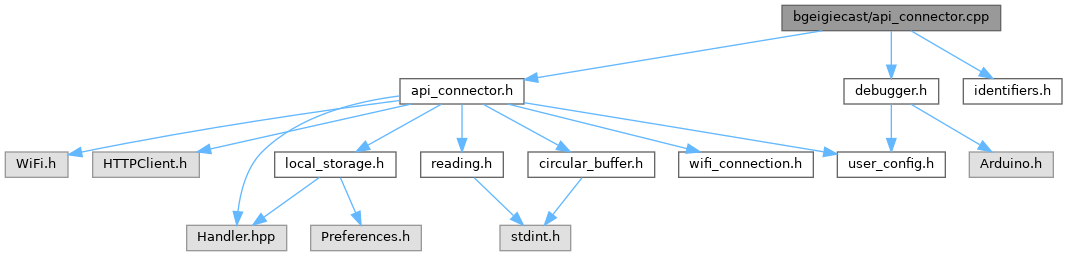 bgeigiecast/api_connector.cpp
api_connector.h
debugger.h
identifiers.h
WiFi.h
HTTPClient.h
local_storage.h
reading.h
circular_buffer.h
wifi_connection.h
user_config.h
Arduino.h
Handler.hpp
Preferences.h
stdint.h